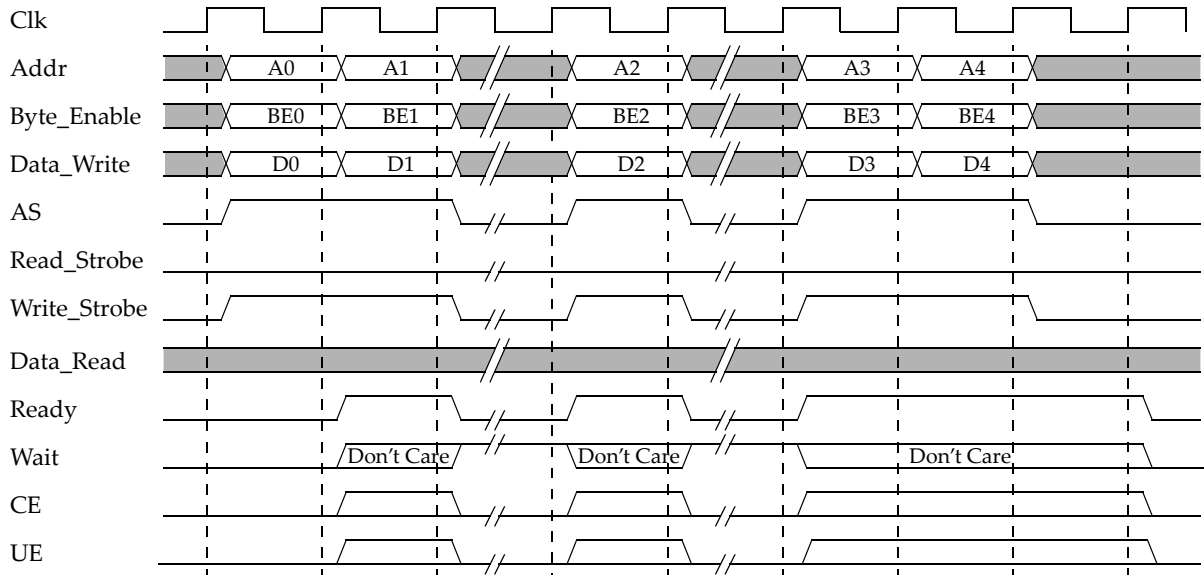 Clk
Addr A0 A1 A2 A3 A4
Byte_Enable BE0 BE1 BE2 BE3 BE4
Data_Write D0 D1 D2 D3 D4
AS
Read_Strobe
Write_Strobe
Data_Read
Ready
Wait Don't Care Don't Care Don't Care
CE
UE